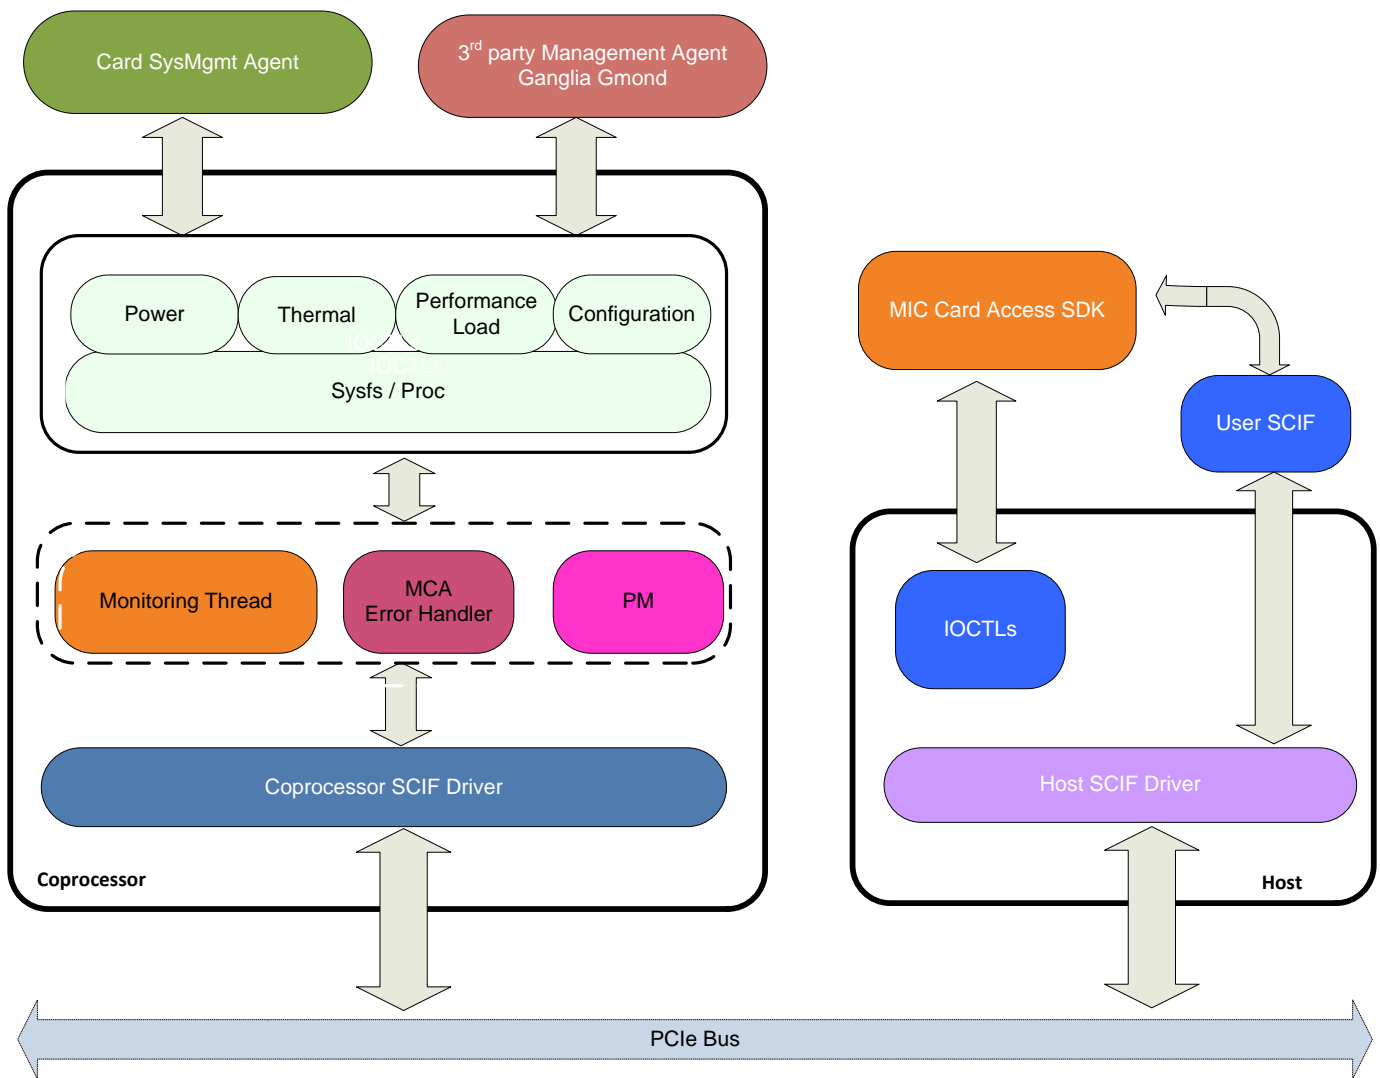 Card SysMgmt Agent
3rd party Management Agent
Ganglia Gmond
Power
Thermal
Performance
Load
Configuration
IOCTLs
IOCTLs
Sysfs / Proc
MIC Card Access SDK
User SCIF
Monitoring Thread
MCA
Error Handler
PM
IOCTLs
Coprocessor SCIF Driver
Host SCIF Driver
Coprocessor
Host
PCIe Bus